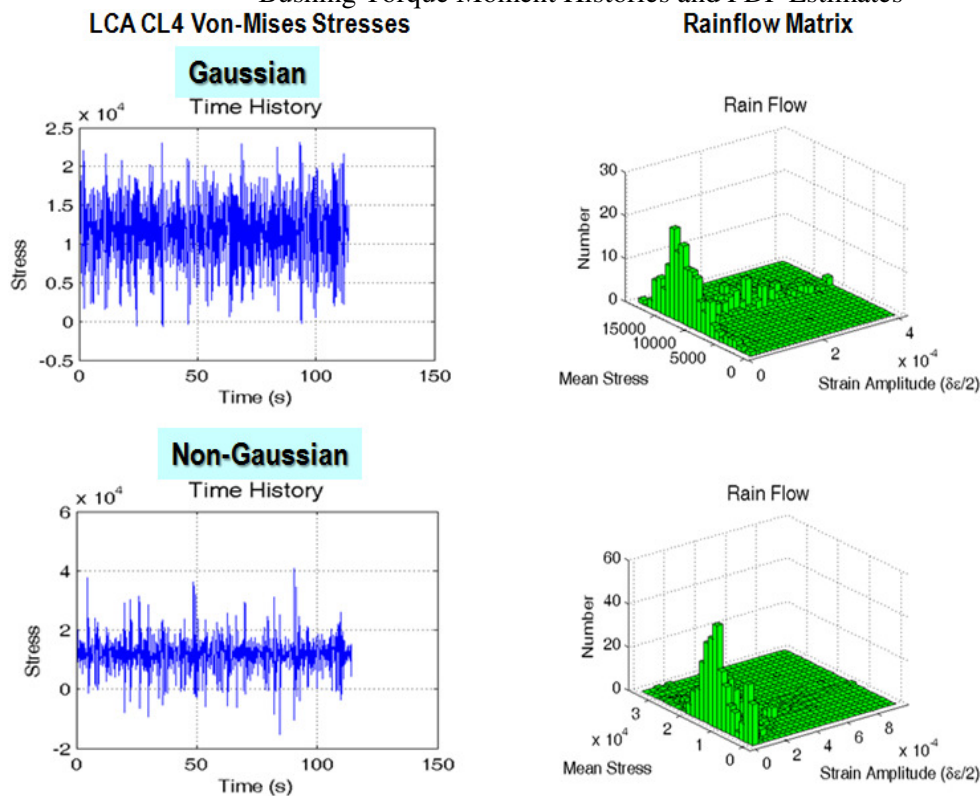 Bushing Torque Moment Histories and PDF Estimates
LCA CL4 Von-Mises Stresses
Rainflow Matrix
Gaussian
Time History
x 10^4
2.5
2
1.5
1
0.5
0
-0.5
0
50
100
150
Stress
Time (s)
Rain Flow
30
20
10
0
Number
15000
10000
5000
0
Mean Stress
0
2
4
x 10^-4
Strain Amplitude (δε/2)
Non-Gaussian
Time History
x 10^4
6
4
2
0
-2
0
50
100
150
Stress
Time (s)
Rain Flow
60
40
20
0
Number
3
2
1
0
x 10^4
Mean Stress
0
2
4
6
8
x 10^-4
Strain Amplitude (δε/2)